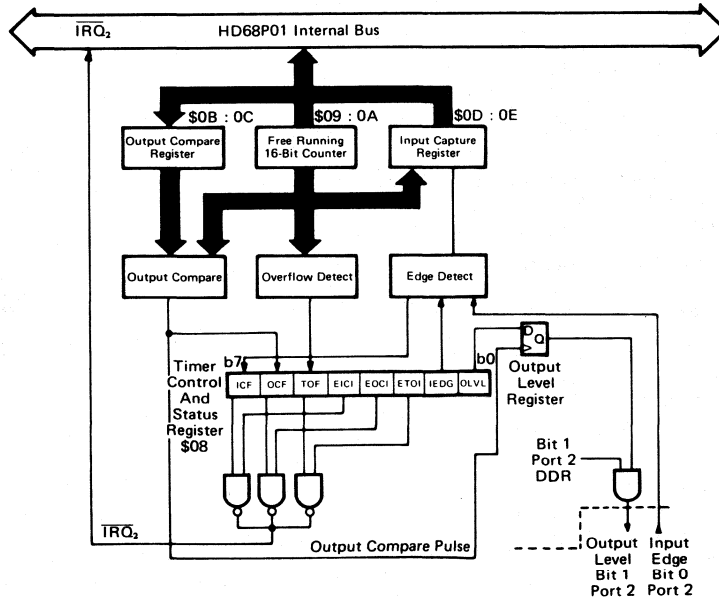 IRQ₂ HD68P01 Internal Bus
$0B : 0C $09 : 0A $0D : 0E
Output Compare
Register
Free Running
16-Bit Counter
Input Capture
Register
Output Compare
Overflow Detect
Edge Detect
b7
b0
Timer
Control
And
Status
Register
$08
ICF OCF TOF EICI EOCI ETOI IEDG OLVL
D
Q
Output
Level
Register
Bit 1
Port 2
DDR
IRQ₂
Output Compare Pulse
Output
Level
Bit 1
Port 2
Input
Edge
Bit 0
Port 2